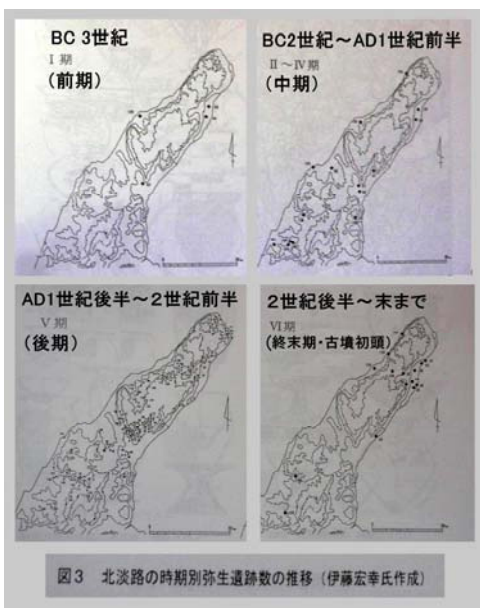 BC 3世紀
Ⅰ期
(前期)
BC2世紀～AD1世紀前半
Ⅱ～Ⅳ期
(中期)
AD1世紀後半～2世紀前半
Ⅴ期
(後期)
2世紀後半～末まで
Ⅵ期
(終末期・古墳初頭)
図3 北淡路の時期別弥生遺跡数の推移（伊藤宏幸氏作成）